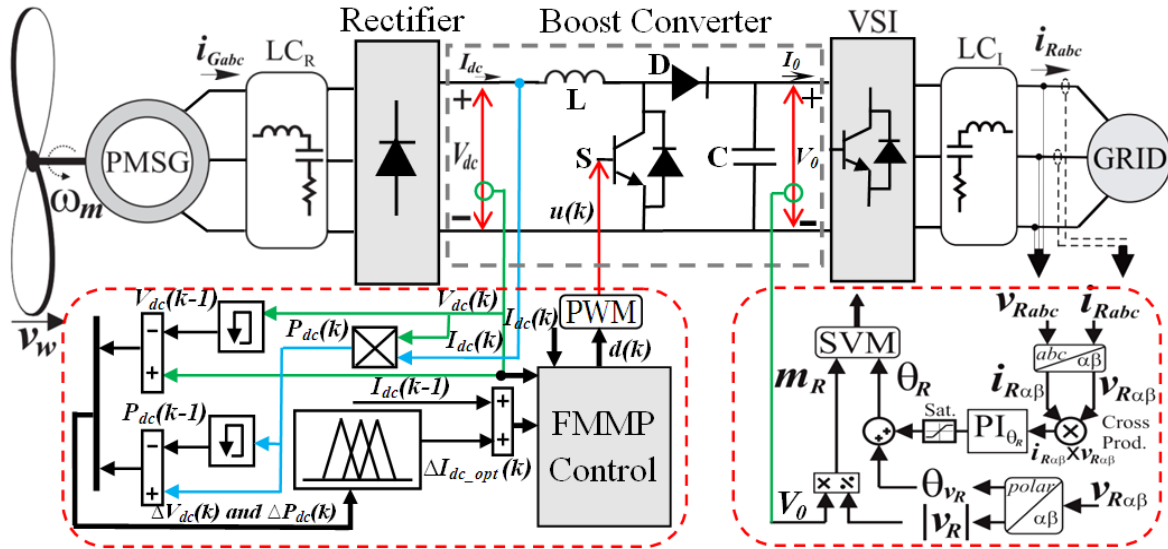 Rectifier
Boost Converter
VSI
i_Gabc
LC_R
I_dc
I_0
LC_I
i_Rabc
D
L
+
+
PMSG
V_dc
S
C
V_0
GRID
ω_m
u(k)
−
−
V_dc(k-1)
V_dc(k)
I_dc(k)
PWM
v_w
P_dc(k)
I_dc(k)
d(k)
−
+
I_dc(k-1)
P_dc(k-1)
+
+
−
+
FMMP
Control
ΔI_dc_opt(k)
ΔV_dc(k) and ΔP_dc(k)
v_Rabc
i_Rabc
SVM
abc
αβ
m_R
θ_R
i_Rαβ
v_Rαβ
Sat.
PI_θ_R
Cross
Prod.
+
+
i_Rαβ×v_Rαβ
× ÷
V_0
θ_v_R
|v_R|
polar
αβ
v_Rαβ